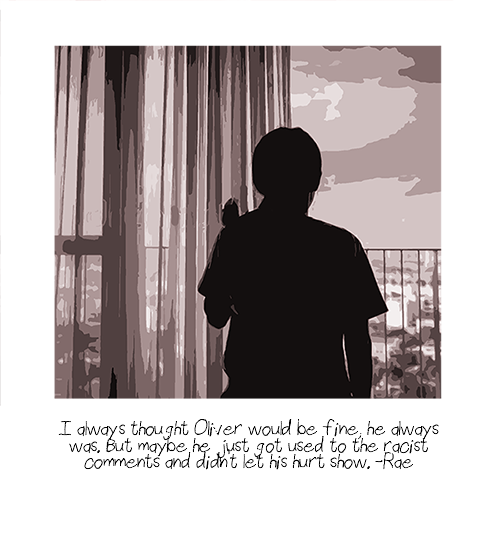 I always thought Oliver would be fine, he always
was. But maybe he just got used to the racist
comments and didn't let his hurt show. -Rae